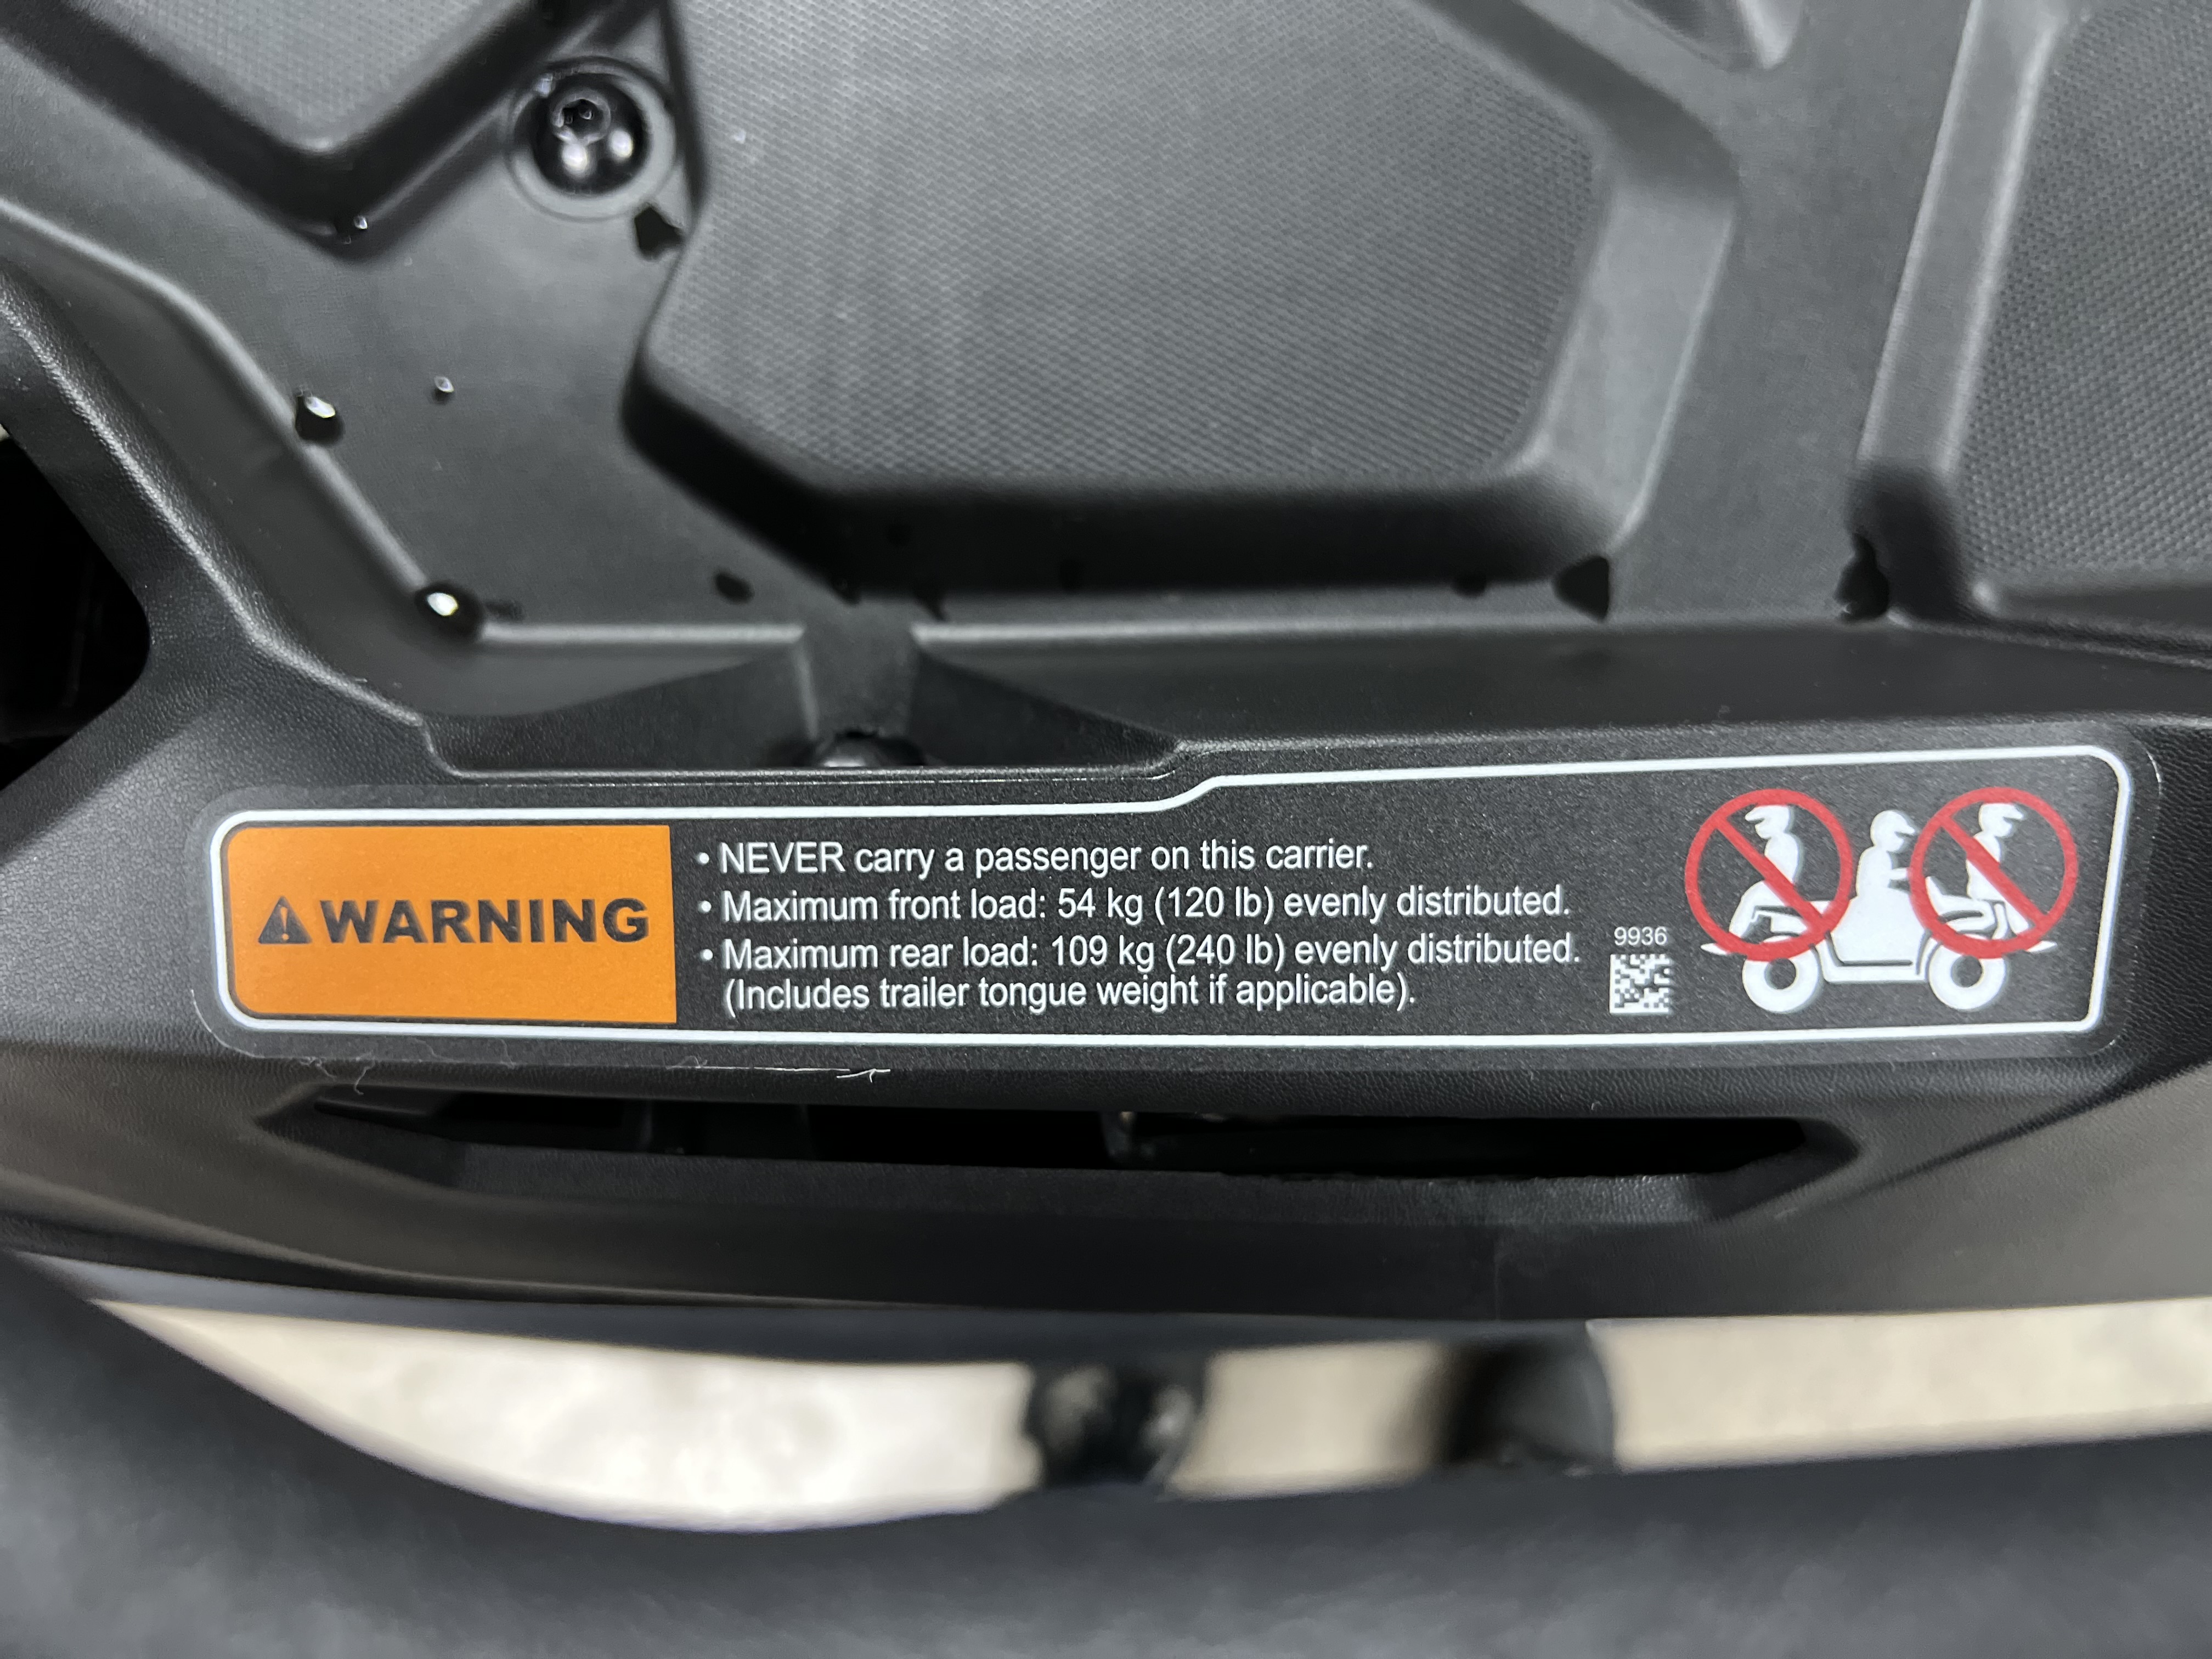 WARNING
• NEVER carry a passenger on this carrier.
• Maximum front load: 54 kg (120 lb) evenly distributed.
• Maximum rear load: 109 kg (240 lb) evenly distributed.
(Includes trailer tongue weight if applicable).
9936